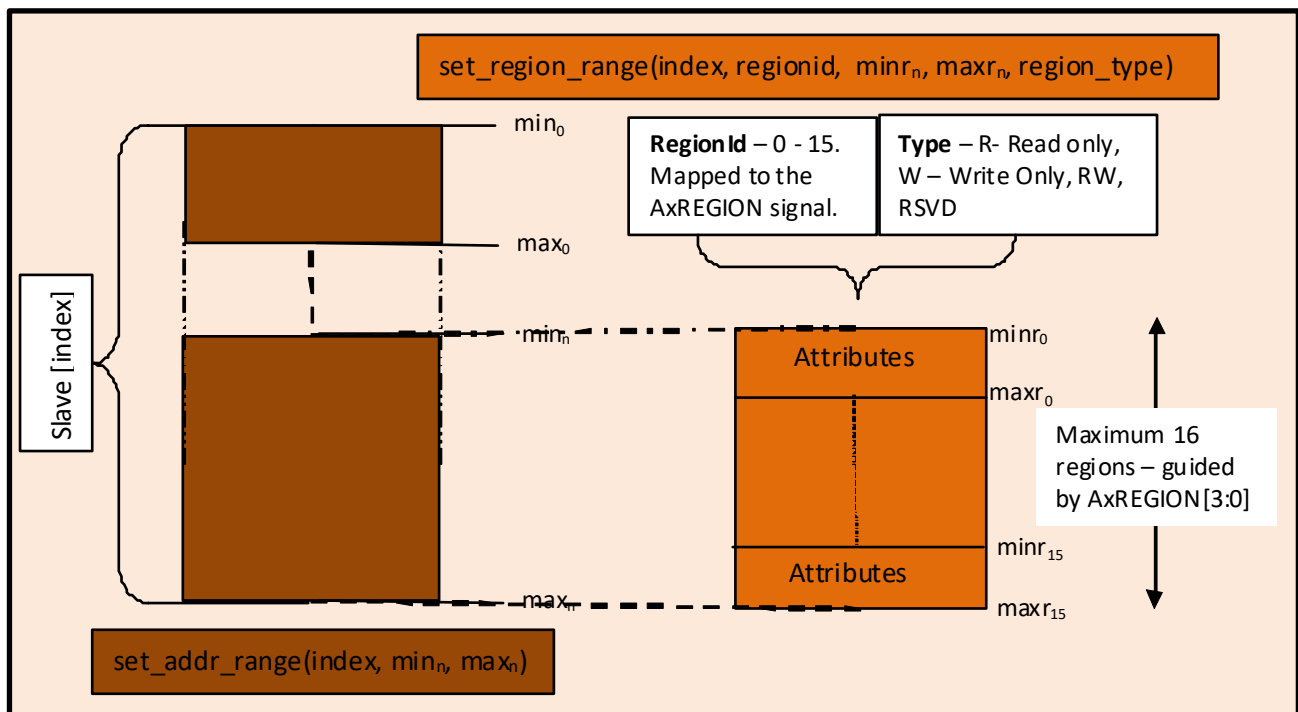 set_region_range(index, regionid, minrₙ, maxrₙ, region_type)
min₀
RegionId – 0 - 15.
Mapped to the
AxREGION signal.
Type – R- Read only,
W – Write Only, RW,
RSVD
max₀
Slave [index]
minₙ
minr₀
Attributes
maxr₀
Maximum 16
regions – guided
by AxREGION[3:0]
minr₁₅
Attributes
maxₙ
maxr₁₅
set_addr_range(index, minₙ, maxₙ)